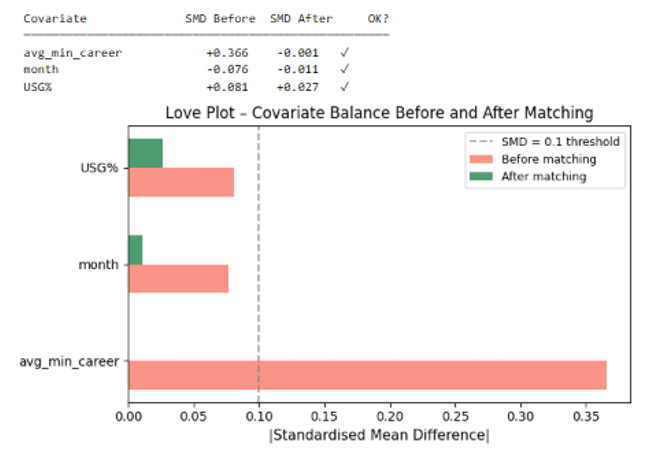 Covariate SMD Before SMD After OK?
avg_min_career +0.366 -0.001 ✓
month -0.076 -0.011 ✓
USG% +0.081 +0.027 ✓
Love Plot – Covariate Balance Before and After Matching
SMD = 0.1 threshold
Before matching
After matching
USG%
month
avg_min_career
0.00 0.05 0.10 0.15 0.20 0.25 0.30 0.35
|Standardised Mean Difference|